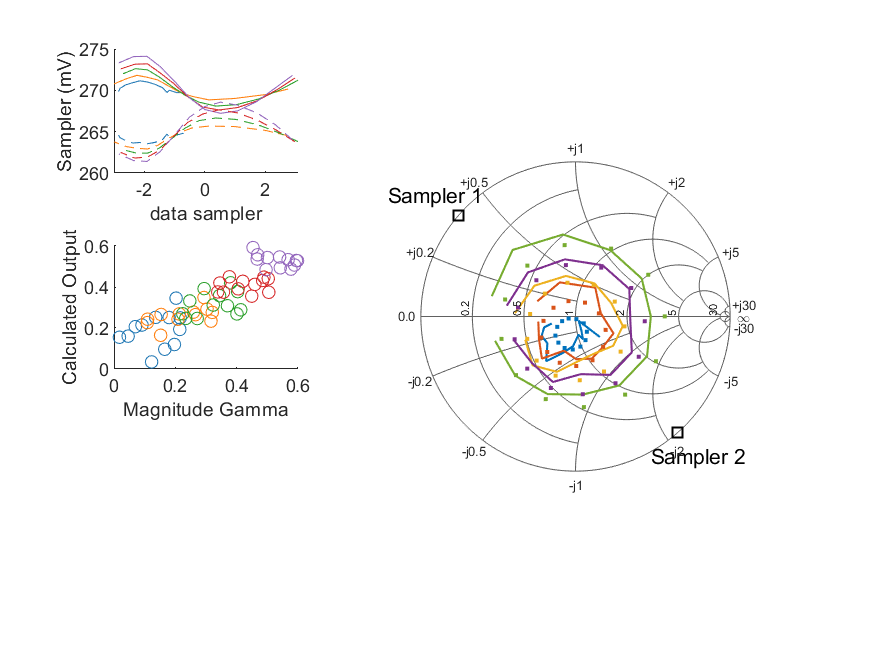 275
270
265
260
Sampler (mV)
-2
0
2
data sampler
0.6
0.4
0.2
0
Calculated Output
0
0.2
0.4
0.6
Magnitude Gamma
+j1
+j0.5
+j2
Sampler 1
+j0.2
+j5
0.0
0.2
0.5
1
2
5
30
+j30
∞
-j30
-j0.2
-j5
-j0.5
-j2
Sampler 2
-j1